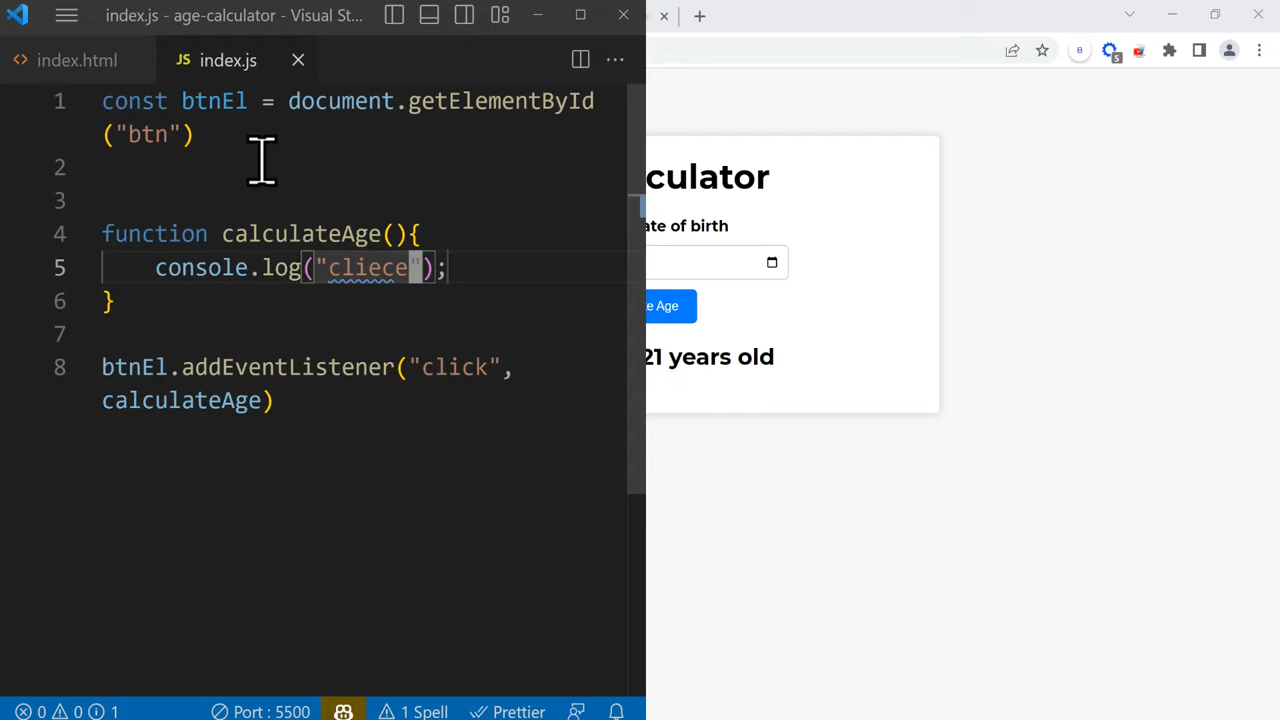 index.js - age-calculator - Visual St...
index.html
JS index.js
1 const btnEl = document.getElementById
("btn")
2
3
4 function calculateAge(){
5 console.log("cliece");
6 }
7
8 btnEl.addEventListener("click",
calculateAge)
0 0 1
Port : 5500
1 Spell
Prettier
B
5
culator
ate of birth
e Age
21 years old